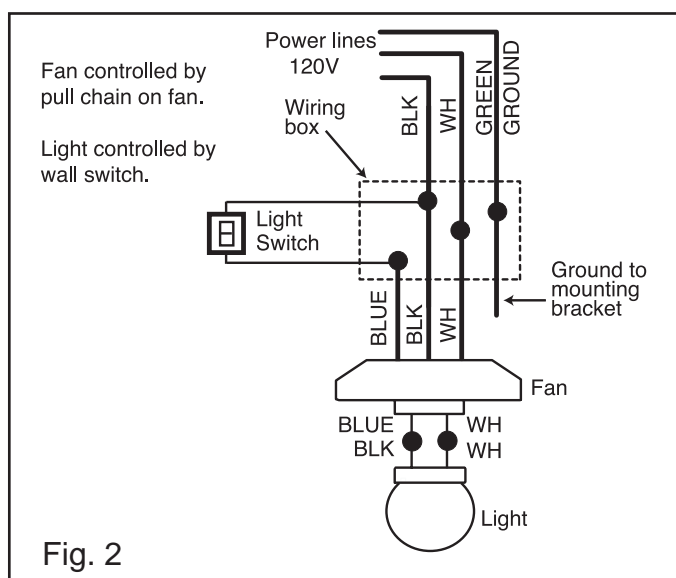 Fan controlled by
pull chain on fan.
Light controlled by
wall switch.
Power lines
120V
Wiring
box
BLK
WH
GREEN
GROUND
Light
Switch
Ground to
mounting
bracket
BLUE
BLK
WH
Fan
BLUE
BLK
WH
WH
Light
Fig. 2